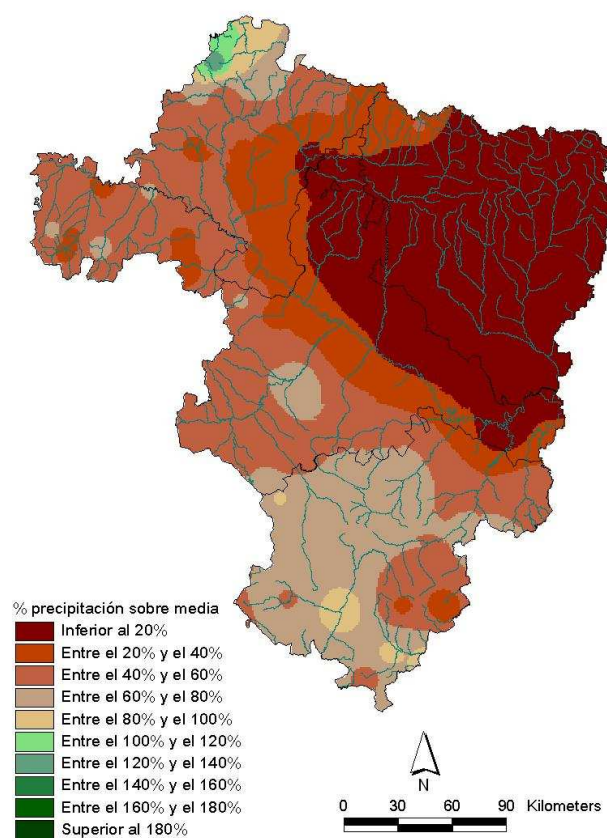 % precipitación sobre media
Inferior al 20%
Entre el 20% y el 40%
Entre el 40% y el 60%
Entre el 60% y el 80%
Entre el 80% y el 100%
Entre el 100% y el 120%
Entre el 120% y el 140%
Entre el 140% y el 160%
Entre el 160% y el 180%
Superior al 180%
N
0 30 60 90 Kilometers